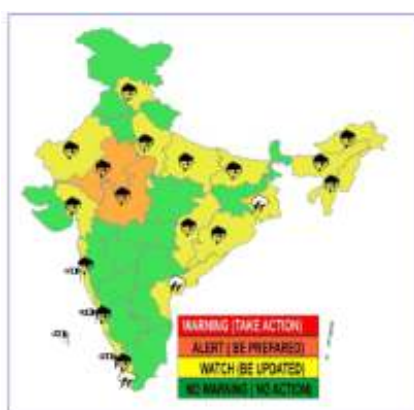 WARNING (TAKE ACTION)
ALERT ( BE PREPARED)
WATCH (BE UPDATED)
NO WARNING ( NO ACTION)